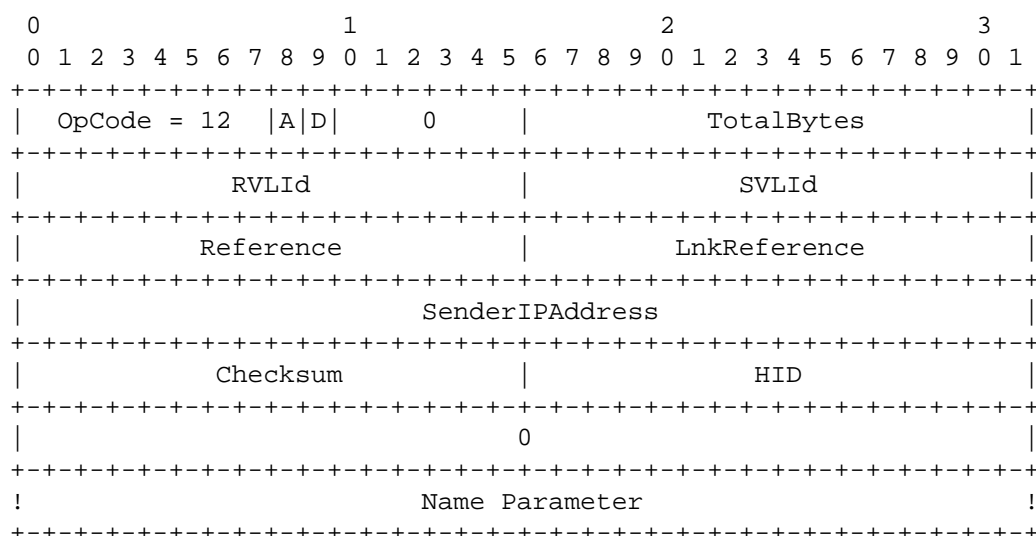 0                   1                   2                   3
 0 1 2 3 4 5 6 7 8 9 0 1 2 3 4 5 6 7 8 9 0 1 2 3 4 5 6 7 8 9 0 1
+-+-+-+-+-+-+-+-+-+-+-+-+-+-+-+-+-+-+-+-+-+-+-+-+-+-+-+-+-+-+-+-+
|  OpCode = 12  |A|D|     0     |           TotalBytes          |
+-+-+-+-+-+-+-+-+-+-+-+-+-+-+-+-+-+-+-+-+-+-+-+-+-+-+-+-+-+-+-+-+
|             RVLId             |             SVLId             |
+-+-+-+-+-+-+-+-+-+-+-+-+-+-+-+-+-+-+-+-+-+-+-+-+-+-+-+-+-+-+-+-+
|           Reference           |         LnkReference          |
+-+-+-+-+-+-+-+-+-+-+-+-+-+-+-+-+-+-+-+-+-+-+-+-+-+-+-+-+-+-+-+-+
|                         SenderIPAddress                       |
+-+-+-+-+-+-+-+-+-+-+-+-+-+-+-+-+-+-+-+-+-+-+-+-+-+-+-+-+-+-+-+-+
|            Checksum           |              HID              |
+-+-+-+-+-+-+-+-+-+-+-+-+-+-+-+-+-+-+-+-+-+-+-+-+-+-+-+-+-+-+-+-+
|                               0                               |
+-+-+-+-+-+-+-+-+-+-+-+-+-+-+-+-+-+-+-+-+-+-+-+-+-+-+-+-+-+-+-+-+
!                         Name Parameter                        !
+-+-+-+-+-+-+-+-+-+-+-+-+-+-+-+-+-+-+-+-+-+-+-+-+-+-+-+-+-+-+-+-+